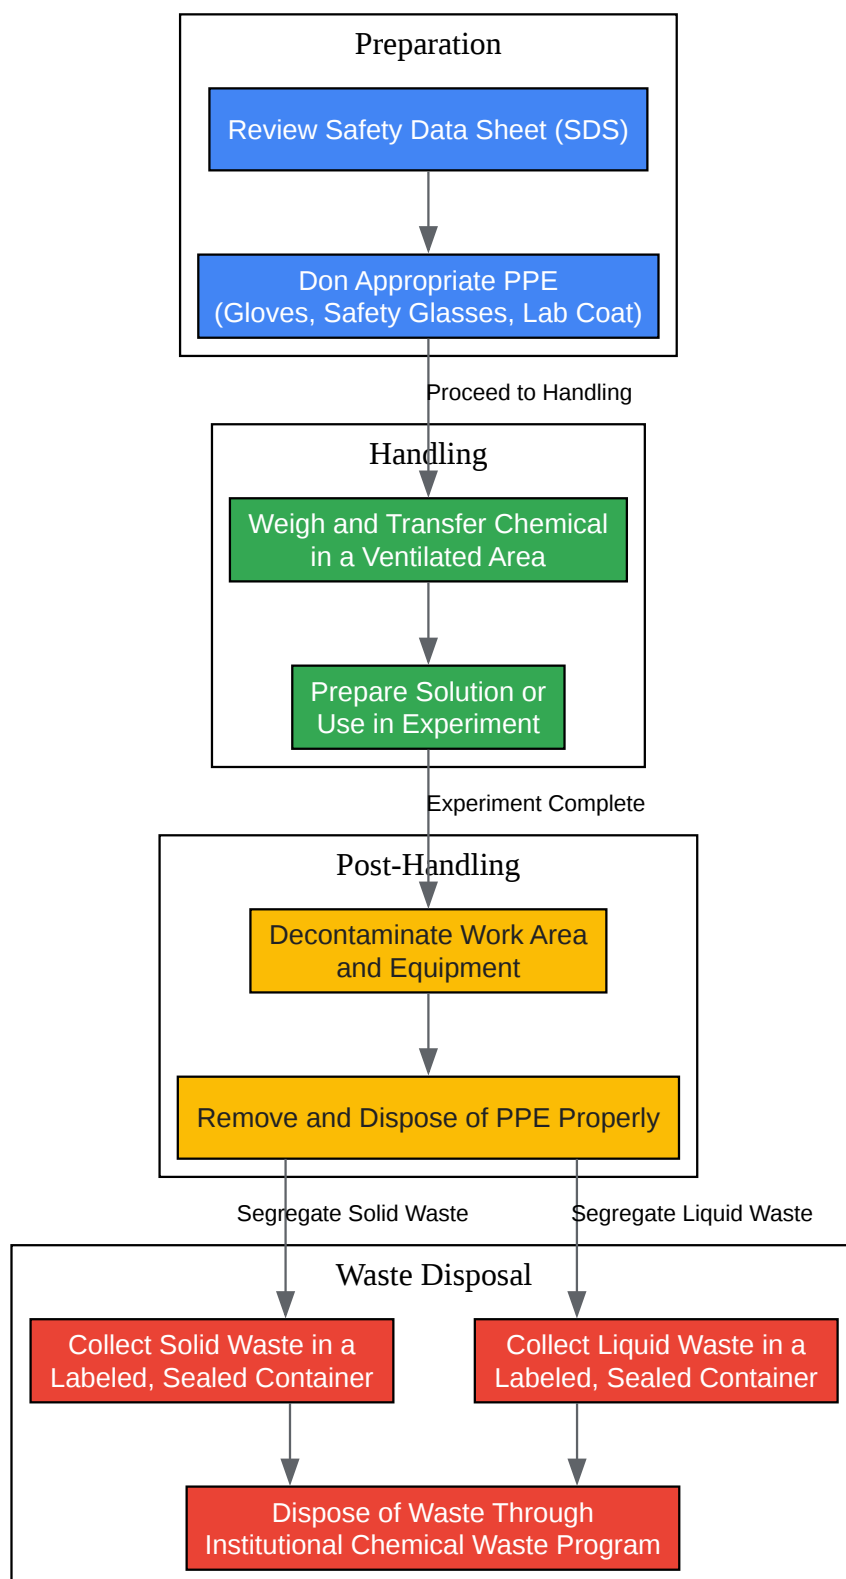 Preparation
Review Safety Data Sheet (SDS)
Don Appropriate PPE
(Gloves, Safety Glasses, Lab Coat)
Proceed to Handling
Handling
Weigh and Transfer Chemical
in a Ventilated Area
Prepare Solution or
Use in Experiment
Experiment Complete
Post-Handling
Decontaminate Work Area
and Equipment
Remove and Dispose of PPE Properly
Segregate Solid Waste
Segregate Liquid Waste
Waste Disposal
Collect Solid Waste in a
Labeled, Sealed Container
Collect Liquid Waste in a
Labeled, Sealed Container
Dispose of Waste Through
Institutional Chemical Waste Program